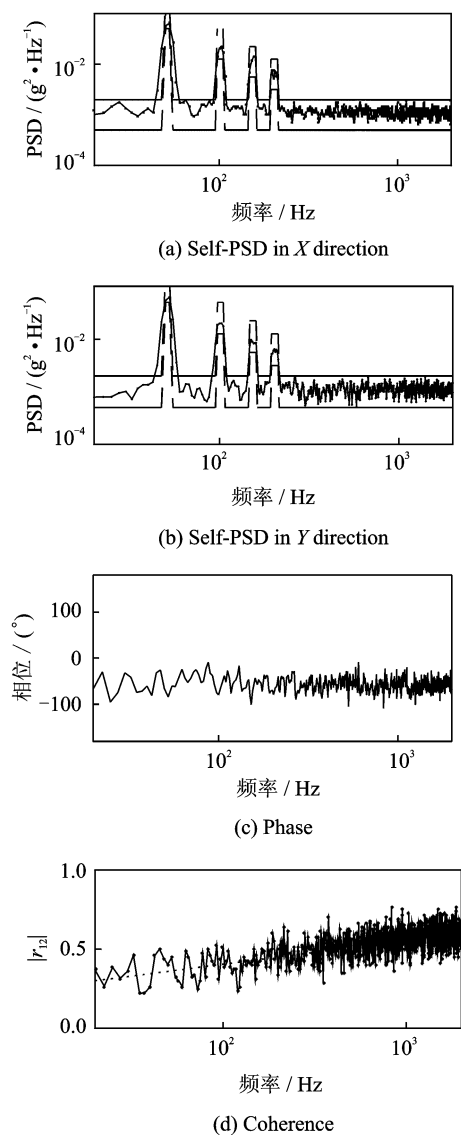 10⁻²
10⁻⁴
PSD / (g²•Hz⁻¹)
10²
10³
频率 / Hz
(a) Self-PSD in X direction
10⁻²
10⁻⁴
PSD / (g²•Hz⁻¹)
10²
10³
频率 / Hz
(b) Self-PSD in Y direction
100
0
−100
相位 / (°)
10²
10³
频率 / Hz
(c) Phase
1.0
0.5
0.0
|r₁₂|
10²
10³
频率 / Hz
(d) Coherence